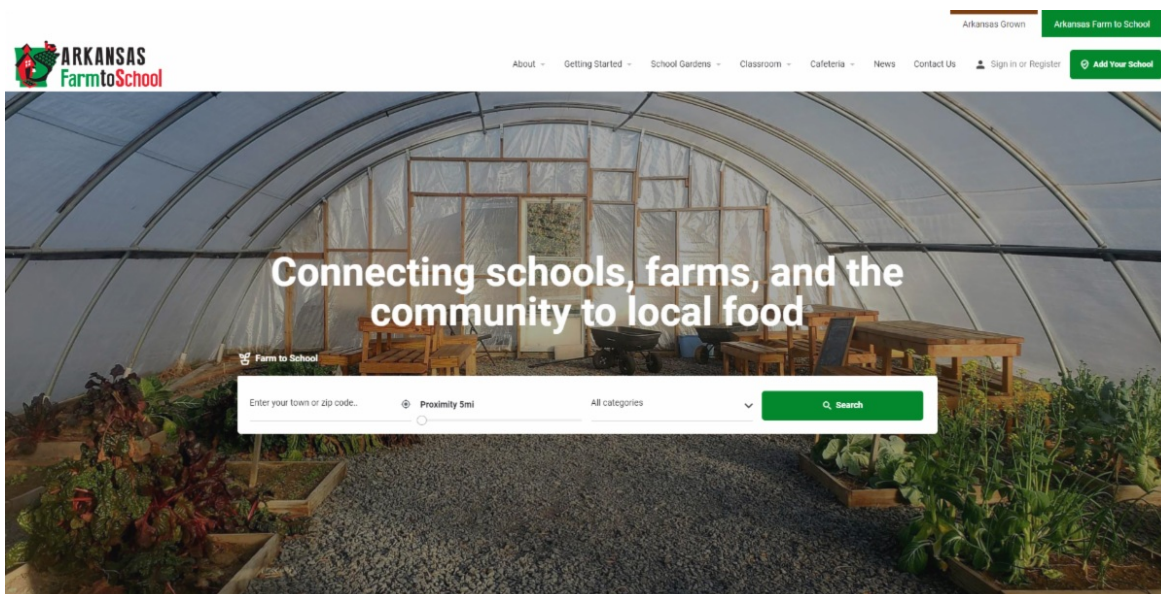 Arkansas Grown
Arkansas Farm to School
ARKANSAS
FarmtoSchool
About
Getting Started
School Gardens
Classroom
Cafeteria
News
Contact Us
Sign in or Register
Add Your School
Connecting schools, farms, and the
community to local food
Farm to School
Enter your town or zip code..
Proximity 5mi
All categories
Search